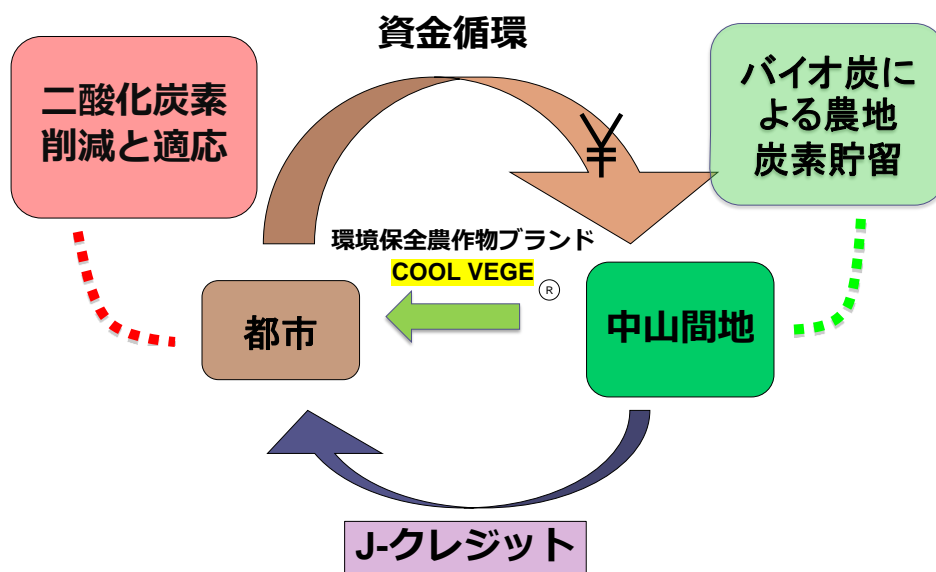 資金循環
二酸化炭素
削減と適応
バイオ炭に
よる農地
炭素貯留
¥
環境保全農作物ブランド
COOL VEGE
®
都市
中山間地
J-クレジット